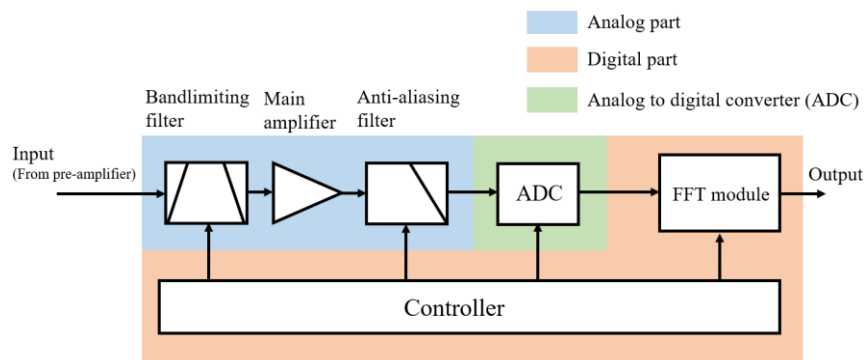 Analog part
Digital part
Analog to digital converter (ADC)
Bandlimiting
filter
Main
amplifier
Anti-aliasing
filter
Input
(From pre-amplifier)
ADC
FFT module
Output
Controller